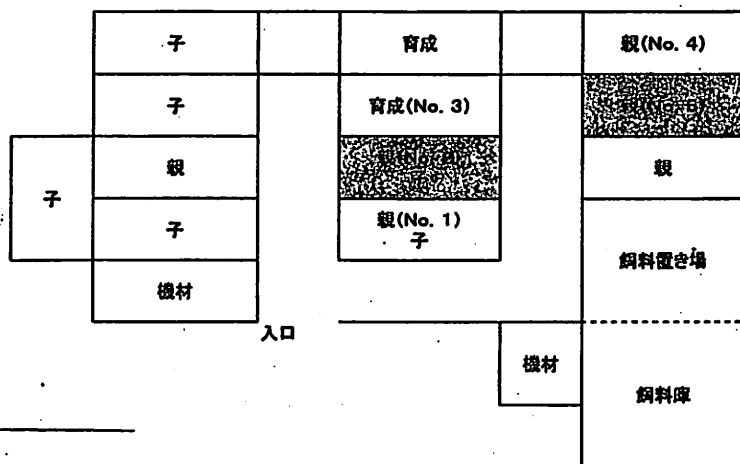 子
育成
親(No. 4)
子
育成(No. 3)
子
親
親
子
親(No. 1)
子
飼料置き場
機材
入口
機材
飼料庫